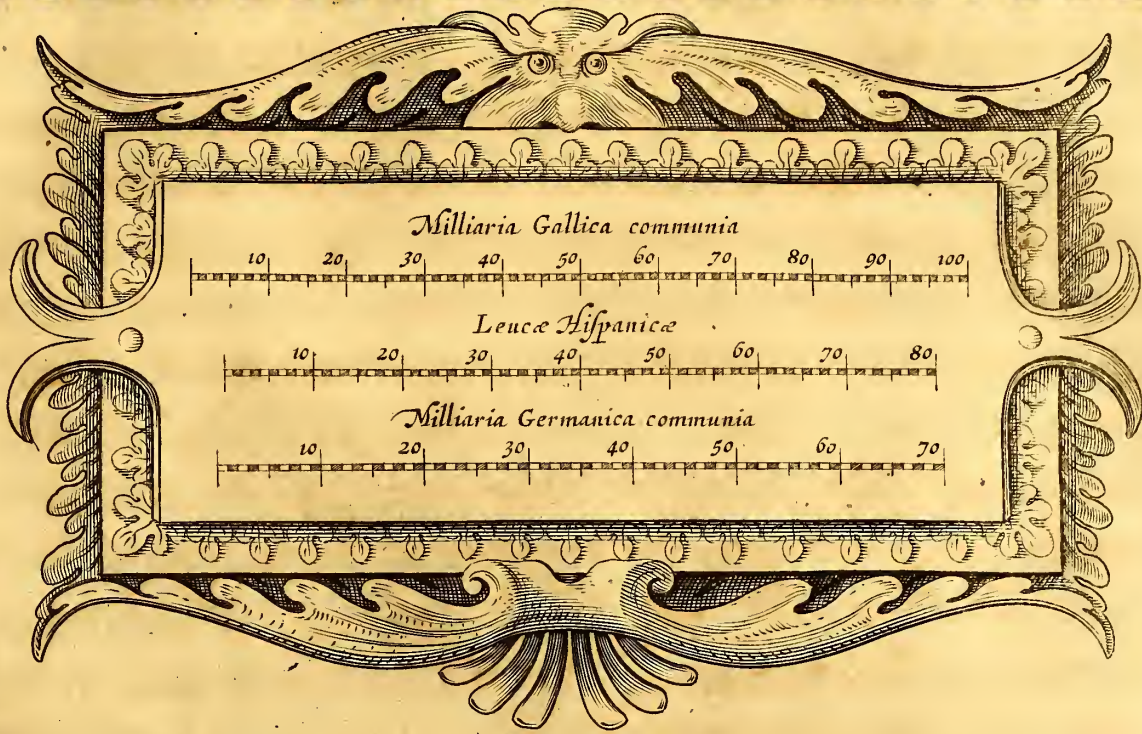 Milliaria Gallica communia
10 20 30 40 50 60 70 80 90 100
Leucæ Hiſpanicæ
10 20 30 40 50 60 70 80
Milliaria Germanica communia
10 20 30 40 50 60 70